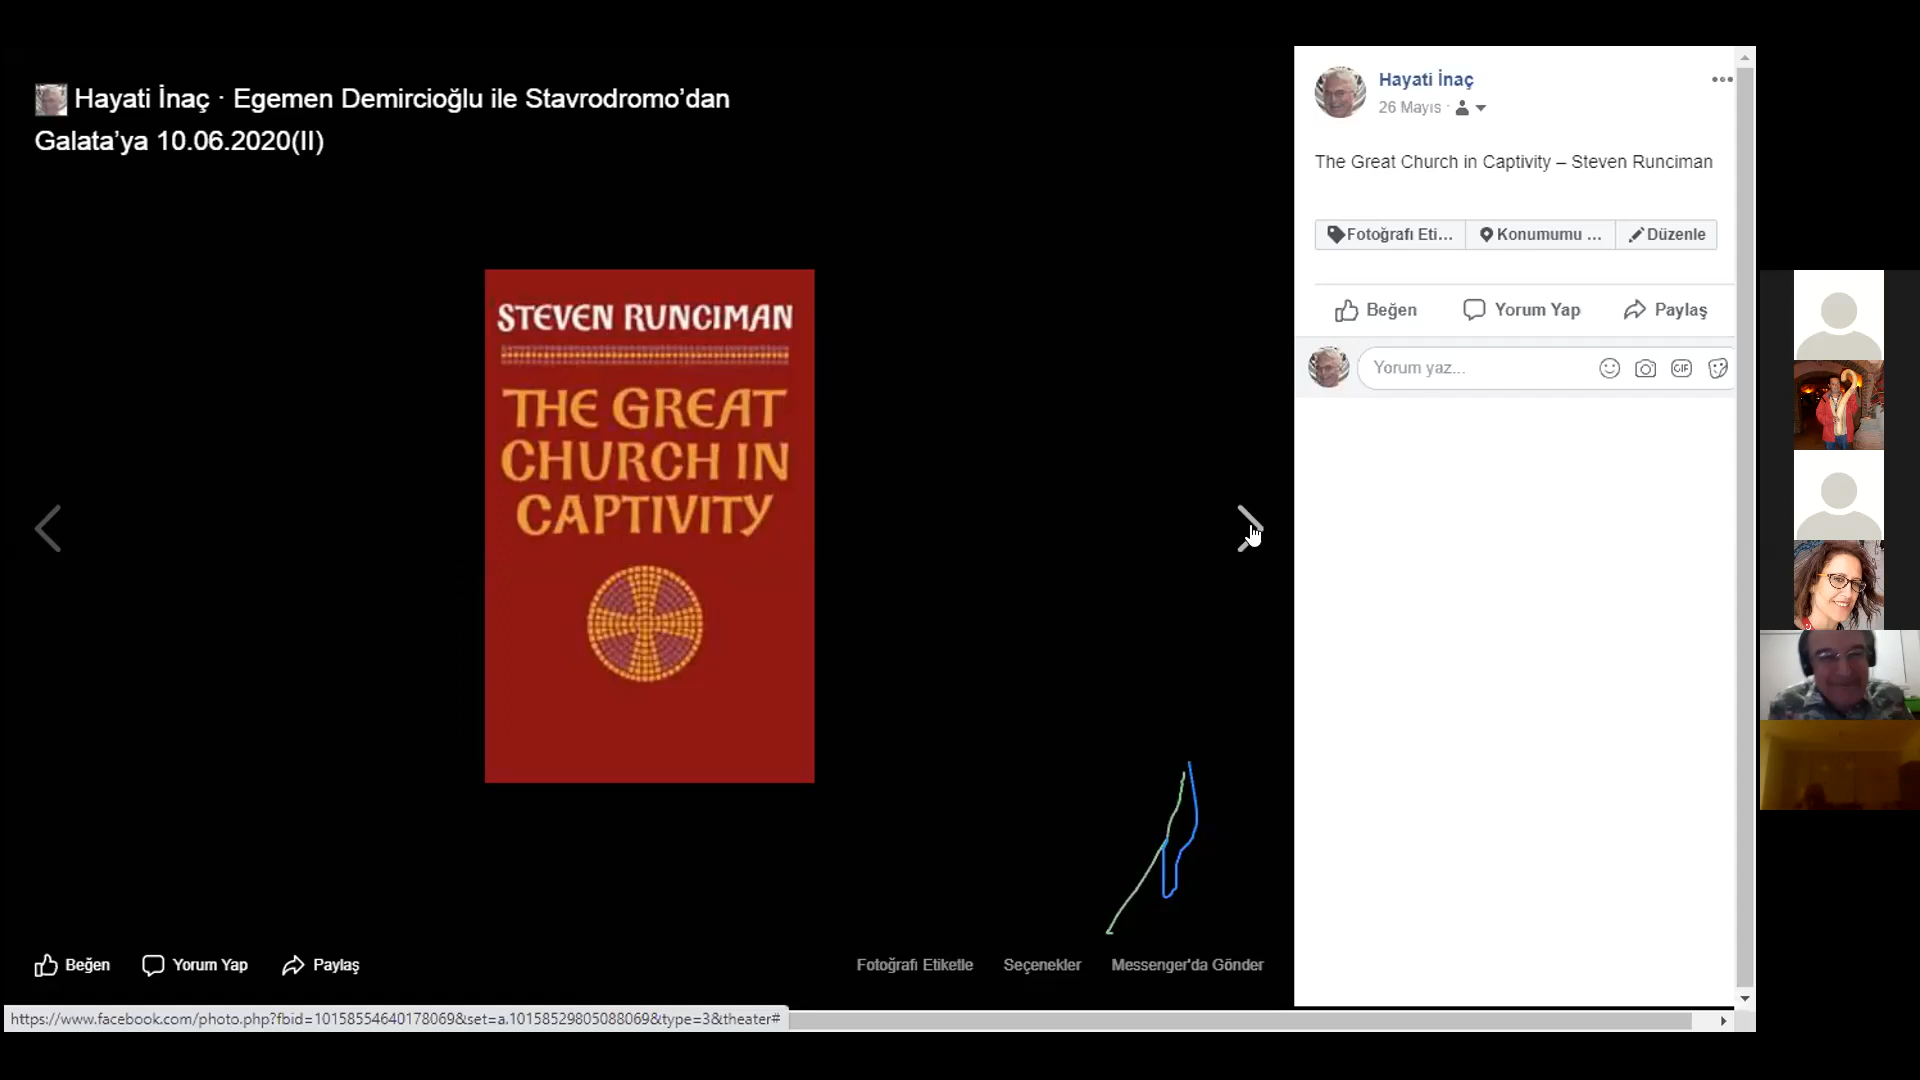 Hayati İnaç · Egemen Demircioğlu ile Stavrodromo’dan
Galata’ya 10.06.2020(II)
STEVEN RUNCIMAN
THE GREAT
CHURCH IN
CAPTIVITY
Beğen
Yorum Yap
Paylaş
Fotoğrafı Etiketle
Seçenekler
Messenger'da Gönder
https://www.facebook.com/photo.php?fbid=10158554640178069&set=a.10158529805088069&type=3&theater#
Hayati İnaç
26 Mayıs ·
The Great Church in Captivity – Steven Runciman
Fotoğrafı Eti...
Konumumu ...
Düzenle
Beğen
Yorum Yap
Paylaş
Yorum yaz...
GIF